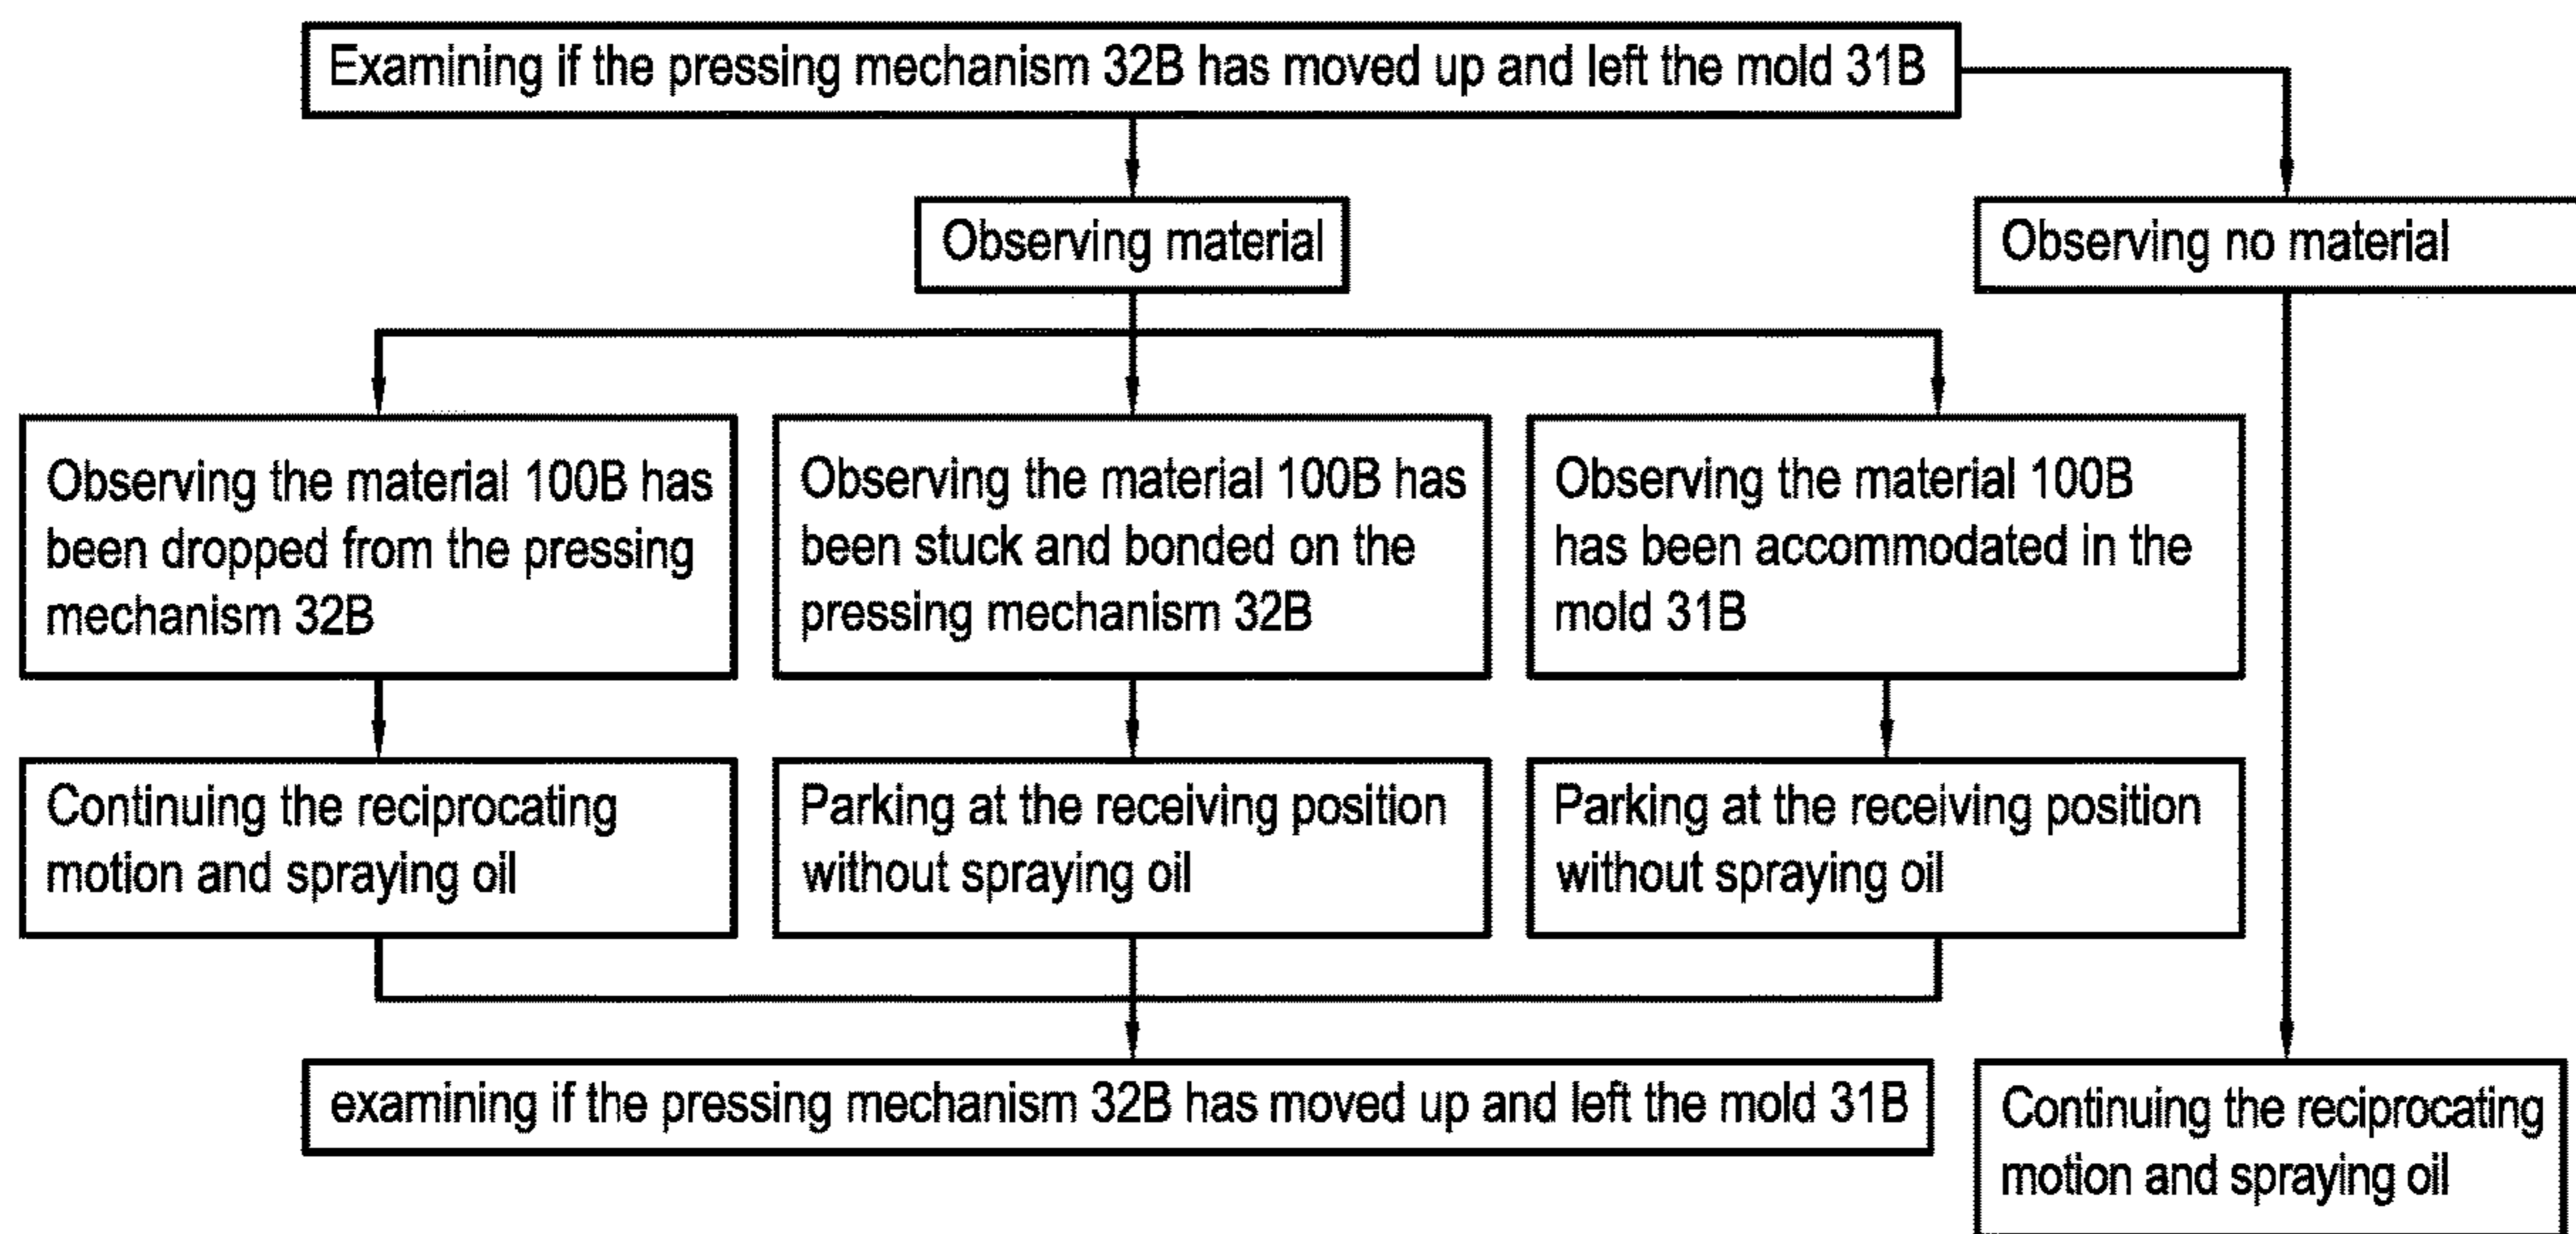 Examining if the pressing mechanism 32B has moved up and left the mold 31B
Observing material
Observing no material
Observing the material 100B has
been dropped from the pressing
mechanism 32B
Observing the material 100B has
been stuck and bonded on the
pressing mechanism 32B
Observing the material 100B
has been accommodated in the
mold 31B
Continuing the reciprocating
motion and spraying oil
Parking at the receiving position
without spraying oil
Parking at the receiving position
without spraying oil
examining if the pressing mechanism 32B has moved up and left the mold 31B
Continuing the reciprocating
motion and spraying oil